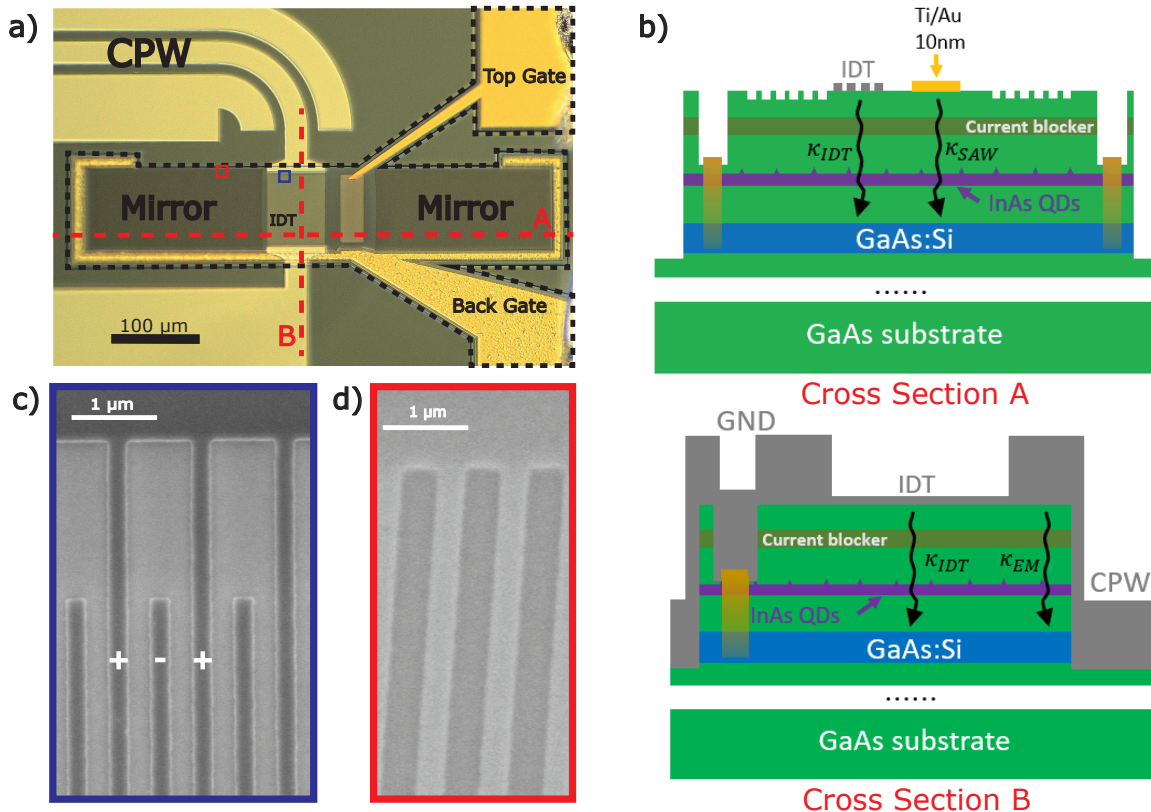 a)
CPW
Top Gate
Mirror
IDT
Mirror
A
100 µm
B
Back Gate
b)
Ti/Au
10nm
IDT
Current blocker
κIDT
κSAW
InAs QDs
GaAs:Si
......
GaAs substrate
Cross Section A
c)
1 µm
+ - +
d)
1 µm
GND
IDT
Current blocker
κIDT
κEM
CPW
InAs QDs
GaAs:Si
......
GaAs substrate
Cross Section B